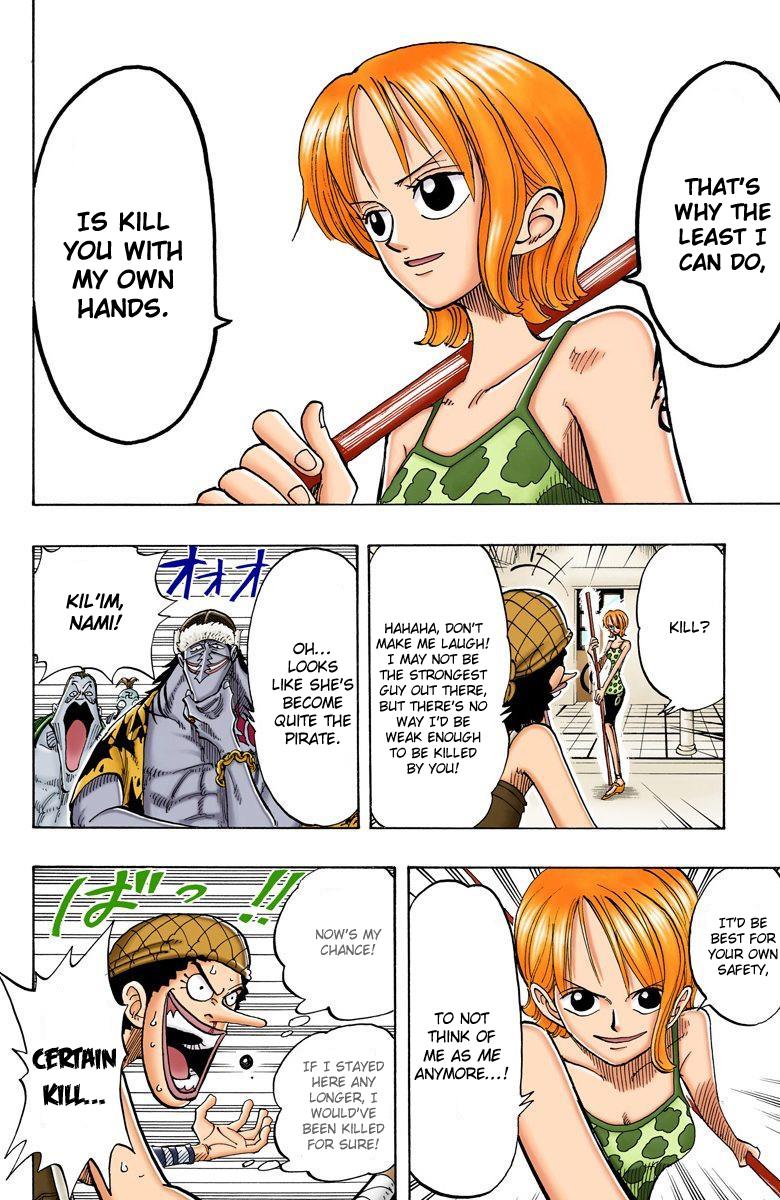 THAT'S
WHY THE
LEAST I
CAN DO,
IS KILL
YOU WITH
MY OWN
HANDS.
KILL?
HAHAHA, DON'T
MAKE ME LAUGH!
I MAY NOT BE
THE STRONGEST
GUY OUT THERE,
BUT THERE'S NO
WAY I'D BE
WEAK ENOUGH
TO BE KILLED
BY YOU!
オオオ
OH...
LOOKS
LIKE SHE'S
BECOME
QUITE THE
PIRATE.
KIL'IM,
NAMI!
IT'D BE
BEST FOR
YOUR OWN
SAFETY,
TO NOT
THINK OF
ME AS ME
ANYMORE...!
ばっ!!
NOW'S MY
CHANCE!
IF I STAYED
HERE ANY
LONGER, I
WOULD'VE
BEEN KILLED
FOR SURE!
CERTAIN
KILL...